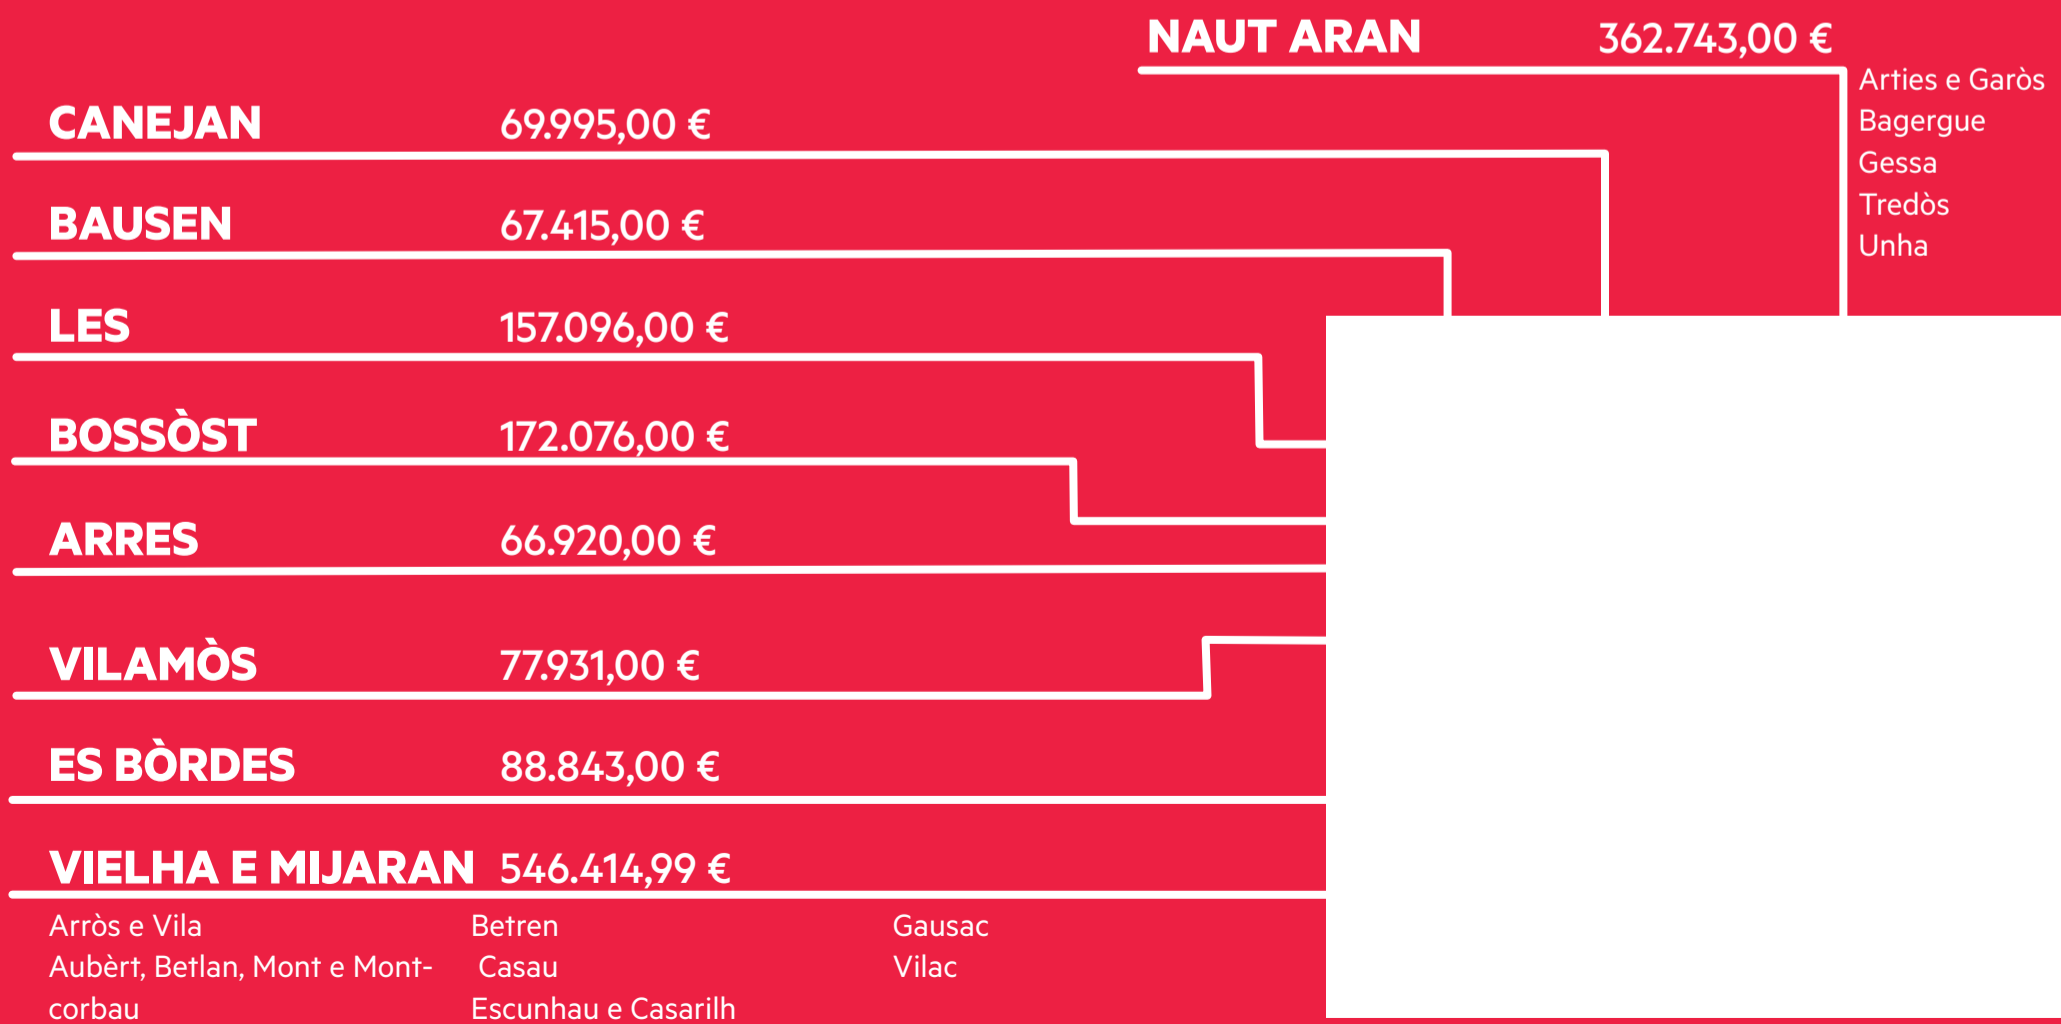 NAUT ARAN 362.743,00 €
Arties e Garòs
Bagergue
Gessa
Tredòs
Unha
CANEJAN 69.995,00 €
BAUSEN 67.415,00 €
LES 157.096,00 €
BOSSÒST 172.076,00 €
ARRES 66.920,00 €
VILAMÒS 77.931,00 €
ES BÒRDES 88.843,00 €
VIELHA E MIJARAN 546.414,99 €
Arròs e Vila
Aubèrt, Betlan, Mont e Mont-
corbau
Betren
Casau
Escunhau e Casarilh
Gausac
Vilac